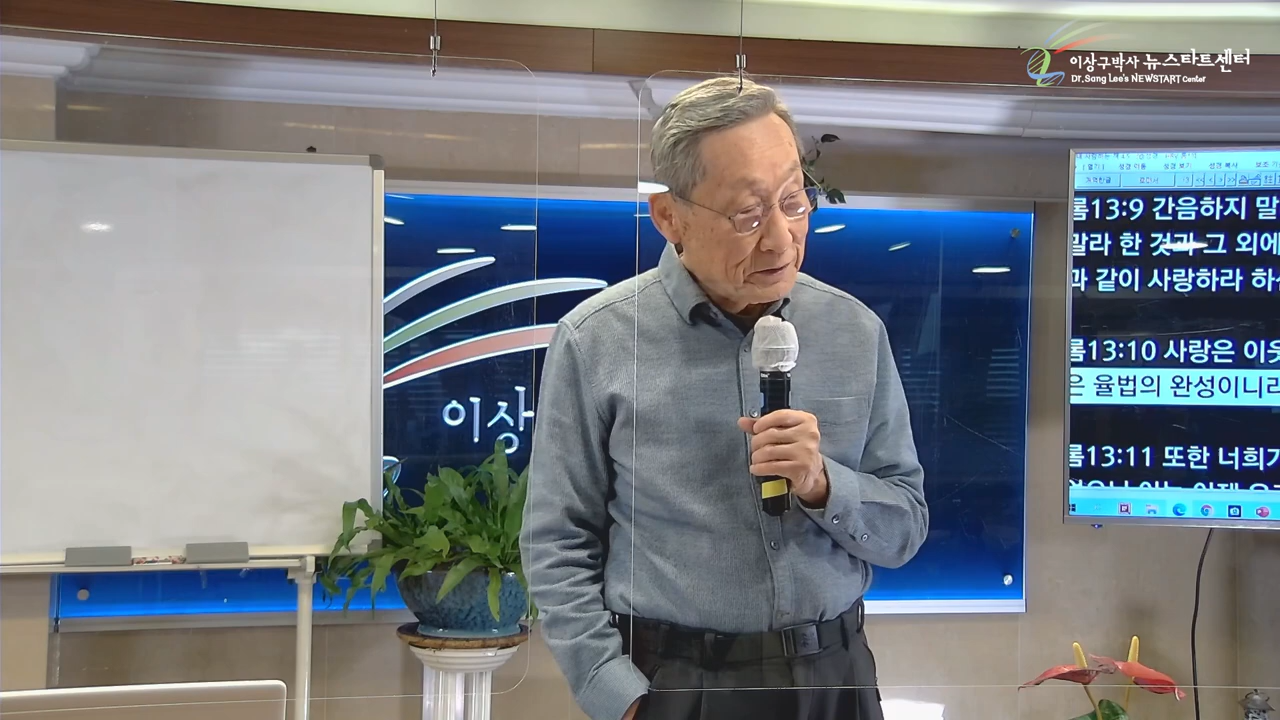 이상구박사 뉴스타트센터
Dr. Sang Lee's NEWSTART Center
이상
롬13:9 간음하지 말
말라 한 것과 그 외에
과 같이 사랑하라 하
롬13:10 사랑은 이웃
은 율법의 완성이니라
롬13:11 또한 너희가